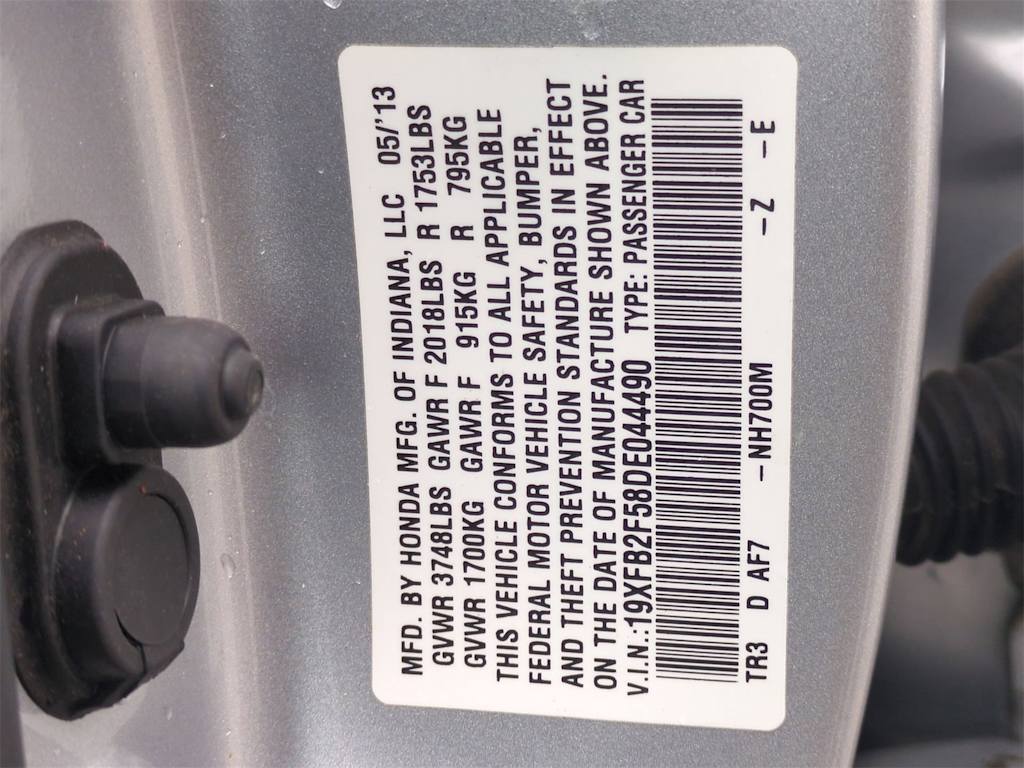 MFD. BY HONDA MFG. OF INDIANA, LLC 05/'13
GVWR 3748LBS GAWR F 2018LBS R 1753LBS
GVWR 1700KG GAWR F 915KG R 795KG
THIS VEHICLE CONFORMS TO ALL APPLICABLE
FEDERAL MOTOR VEHICLE SAFETY, BUMPER,
AND THEFT PREVENTION STANDARDS IN EFFECT
ON THE DATE OF MANUFACTURE SHOWN ABOVE.
V.I.N.:19XFB2F58DE044490 TYPE: PASSENGER CAR
TR3 D AF7 -NH700M -Z -E